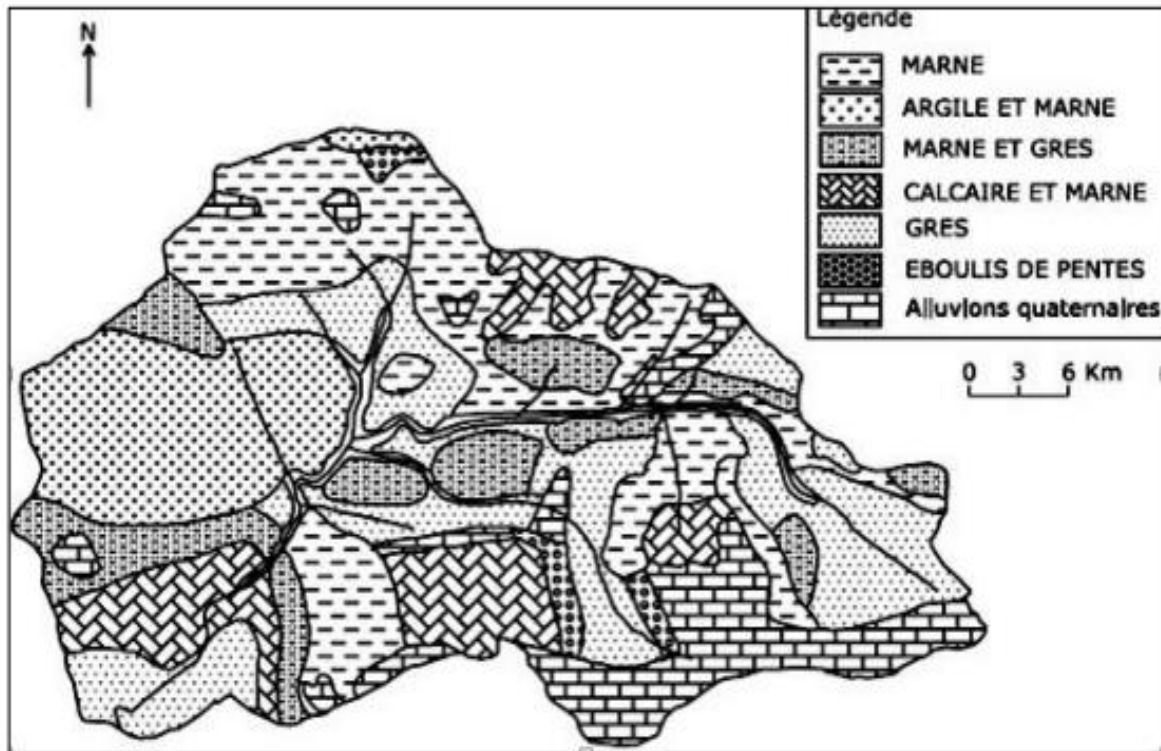 N
Légende
MARNE
ARGILE ET MARNE
MARNE ET GRES
CALCAIRE ET MARNE
GRES
EBOULIS DE PENTES
Alluvions quaternaires
0 3 6 Km